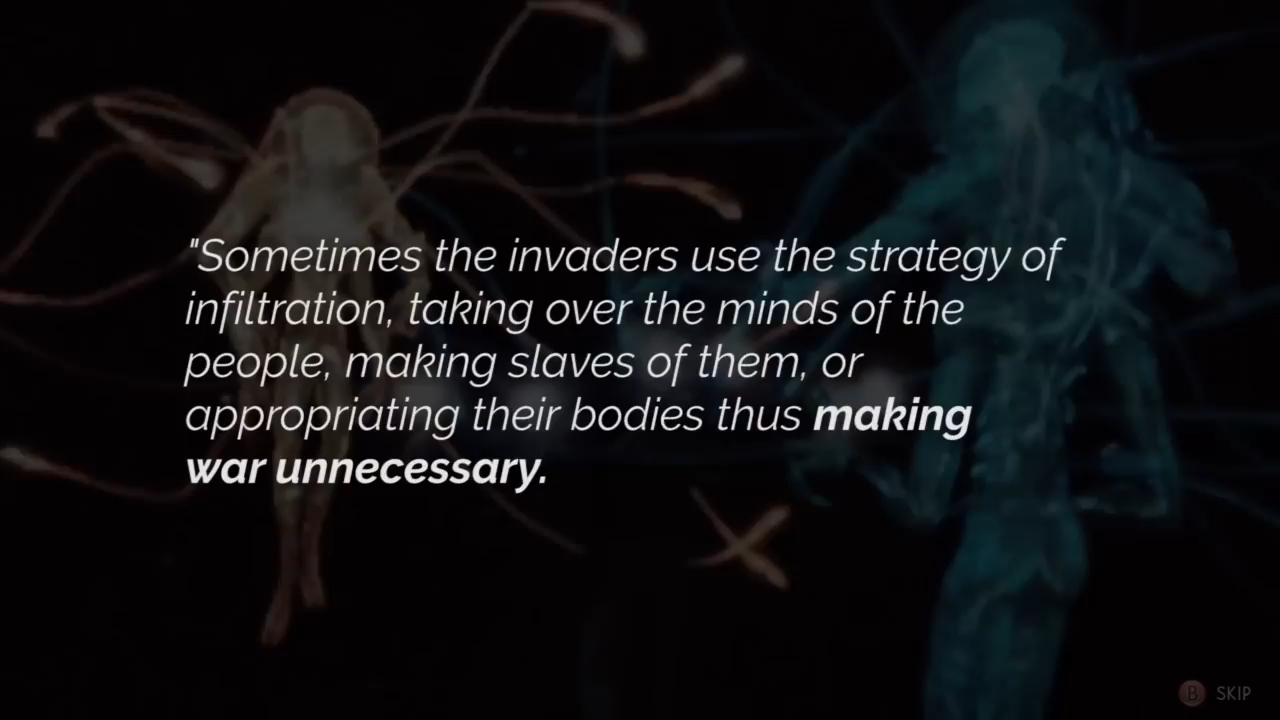 "Sometimes the invaders use the strategy of
infiltration, taking over the minds of the
people, making slaves of them, or
appropriating their bodies thus making
war unnecessary.
B SKIP